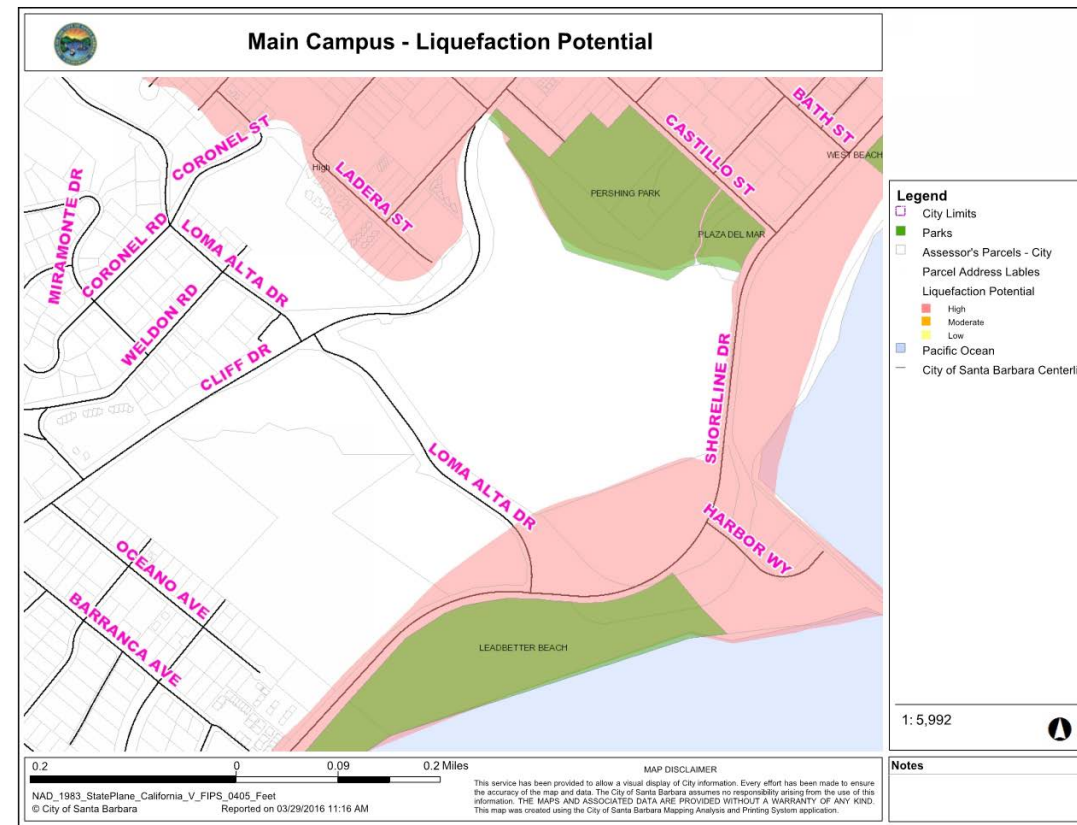 Main Campus - Liquefaction Potential
BATH ST
CASTILLO ST
CORONEL ST
WEST BEACH
High
LADERA ST
PERSHING PARK
MIRAMONTE DR
CORONEL RD
LOMA ALTA DR
PLAZA DEL MAR
WELDON RD
CLIFF DR
SHORELINE DR
LOMA ALTA DR
HARBOR WY
OCEANO AVE
BARRANCA AVE
LEADBETTER BEACH
Legend
City Limits
Parks
Assessor's Parcels - City
Parcel Address Lables
Liquefaction Potential
High
Moderate
Low
Pacific Ocean
City of Santa Barbara Centerli
1: 5,992
0.2 0 0.09 0.2 Miles
NAD_1983_StatePlane_California_V_FIPS_0405_Feet
© City of Santa Barbara Reported on 03/29/2016 11:16 AM
MAP DISCLAIMER
This service has been provided to allow a visual display of City information. Every effort has been made to ensure
the accuracy of the map and data. The City of Santa Barbara assumes no responsibility arising from the use of this
information. THE MAPS AND ASSOCIATED DATA ARE PROVIDED WITHOUT A WARRANTY OF ANY KIND.
This map was created using the City of Santa Barbara Mapping Analysis and Printing System application.
Notes